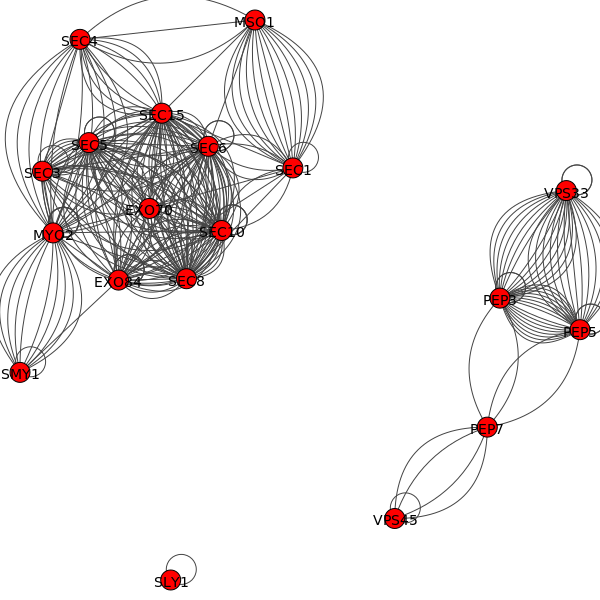 MSO1
SEC4
SEC15
SEC5
SEC6
SEC1
SEC3
VPS33
EXO70
MYO2
SEC10
EXO84
SEC8
PEP3
PEP5
SMY1
PEP7
VPS45
SLY1